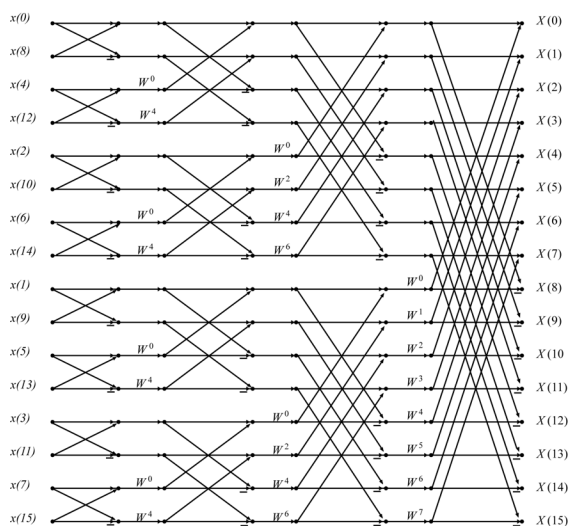 x(0) X(0)
x(8) X(1)
x(4) W^0 X(2)
x(12) W^4 X(3)
x(2) W^0 X(4)
x(10) W^2 X(5)
x(6) W^0 W^4 X(6)
x(14) W^4 W^6 X(7)
x(1) W^0 X(8)
x(9) W^1 X(9)
x(5) W^0 W^2 X(10
x(13) W^4 W^3 X(11)
x(3) W^0 W^4 X(12)
x(11) W^2 W^5 X(13)
x(7) W^0 W^4 W^6 X(14)
x(15) W^4 W^6 W^7 X(15)